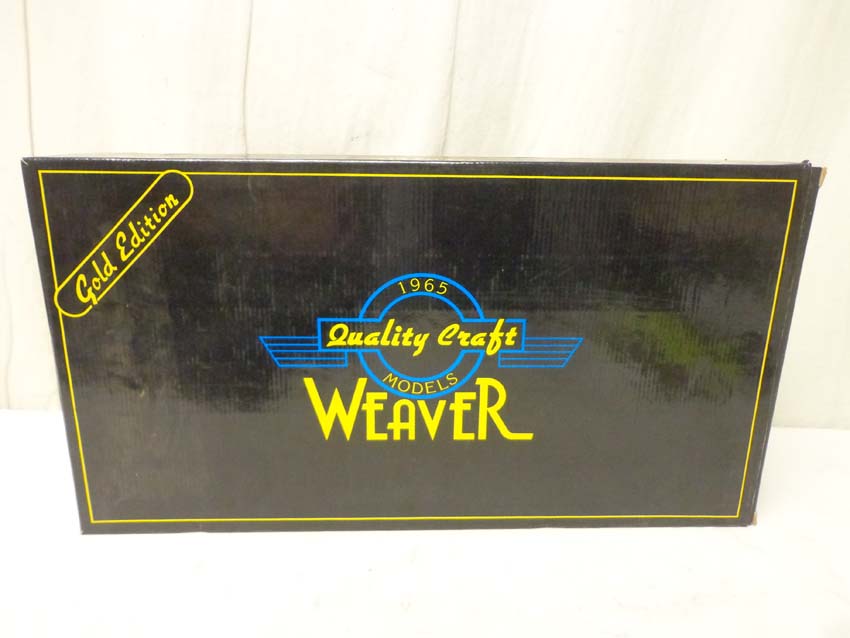 Gold Edition
1965
Quality Craft
MODELS
WEAVER